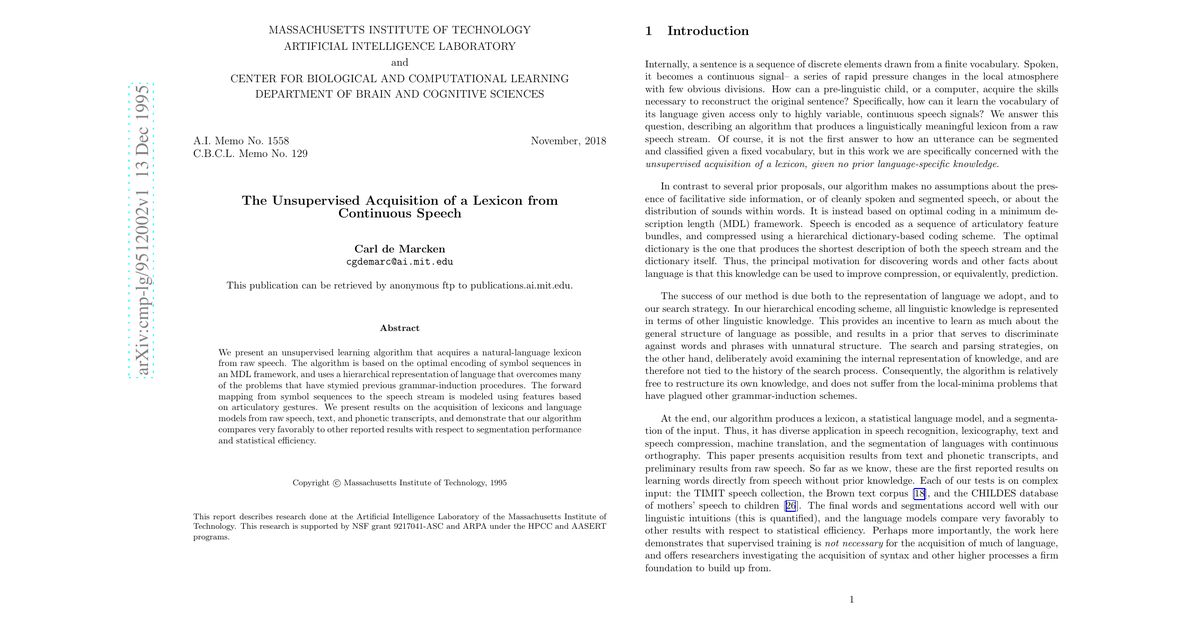 arXiv:cmp-lg/9512002v1 13 Dec 1995
MASSACHUSETTS INSTITUTE OF TECHNOLOGY
ARTIFICIAL INTELLIGENCE LABORATORY
and
CENTER FOR BIOLOGICAL AND COMPUTATIONAL LEARNING
DEPARTMENT OF BRAIN AND COGNITIVE SCIENCES
A.I. Memo No. 1558 November, 2018
C.B.C.L. Memo No. 129
The Unsupervised Acquisition of a Lexicon from
Continuous Speech
Carl de Marcken
cgdemarc@ai.mit.edu
This publication can be retrieved by anonymous ftp to publications.ai.mit.edu.
Abstract
We present an unsupervised learning algorithm that acquires a natural-language lexicon
from raw speech. The algorithm is based on the optimal encoding of symbol sequences in
an MDL framework, and uses a hierarchical representation of language that overcomes many
of the problems that have stymied previous grammar-induction procedures. The forward
mapping from symbol sequences to the speech stream is modeled using features based
on articulatory gestures. We present results on the acquisition of lexicons and language
models from raw speech, text, and phonetic transcripts, and demonstrate that our algorithm
compares very favorably to other reported results with respect to segmentation performance
and statistical efficiency.
Copyright © Massachusetts Institute of Technology, 1995
This report describes research done at the Artificial Intelligence Laboratory of the Massachusetts Institute of
Technology. This research is supported by NSF grant 9217041-ASC and ARPA under the HPCC and AASERT
programs.
1 Introduction
Internally, a sentence is a sequence of discrete elements drawn from a finite vocabulary. Spoken,
it becomes a continuous signal– a series of rapid pressure changes in the local atmosphere
with few obvious divisions. How can a pre-linguistic child, or a computer, acquire the skills
necessary to reconstruct the original sentence? Specifically, how can it learn the vocabulary of
its language given access only to highly variable, continuous speech signals? We answer this
question, describing an algorithm that produces a linguistically meaningful lexicon from a raw
speech stream. Of course, it is not the first answer to how an utterance can be segmented
and classified given a fixed vocabulary, but in this work we are specifically concerned with the
unsupervised acquisition of a lexicon, given no prior language-specific knowledge.
In contrast to several prior proposals, our algorithm makes no assumptions about the pres-
ence of facilitative side information, or of cleanly spoken and segmented speech, or about the
distribution of sounds within words. It is instead based on optimal coding in a minimum de-
scription length (MDL) framework. Speech is encoded as a sequence of articulatory feature
bundles, and compressed using a hierarchical dictionary-based coding scheme. The optimal
dictionary is the one that produces the shortest description of both the speech stream and the
dictionary itself. Thus, the principal motivation for discovering words and other facts about
language is that this knowledge can be used to improve compression, or equivalently, prediction.
The success of our method is due both to the representation of language we adopt, and to
our search strategy. In our hierarchical encoding scheme, all linguistic knowledge is represented
in terms of other linguistic knowledge. This provides an incentive to learn as much about the
general structure of language as possible, and results in a prior that serves to discriminate
against words and phrases with unnatural structure. The search and parsing strategies, on
the other hand, deliberately avoid examining the internal representation of knowledge, and are
therefore not tied to the history of the search process. Consequently, the algorithm is relatively
free to restructure its own knowledge, and does not suffer from the local-minima problems that
have plagued other grammar-induction schemes.
At the end, our algorithm produces a lexicon, a statistical language model, and a segmenta-
tion of the input. Thus, it has diverse application in speech recognition, lexicography, text and
speech compression, machine translation, and the segmentation of languages with continuous
orthography. This paper presents acquisition results from text and phonetic transcripts, and
preliminary results from raw speech. So far as we know, these are the first reported results on
learning words directly from speech without prior knowledge. Each of our tests is on complex
input: the TIMIT speech collection, the Brown text corpus [18], and the CHILDES database
of mothers' speech to children [26]. The final words and segmentations accord well with our
linguistic intuitions (this is quantified), and the language models compare very favorably to
other results with respect to statistical efficiency. Perhaps more importantly, the work here
demonstrates that supervised training is not necessary for the acquisition of much of language,
and offers researchers investigating the acquisition of syntax and other higher processes a firm
foundation to build up from.
1